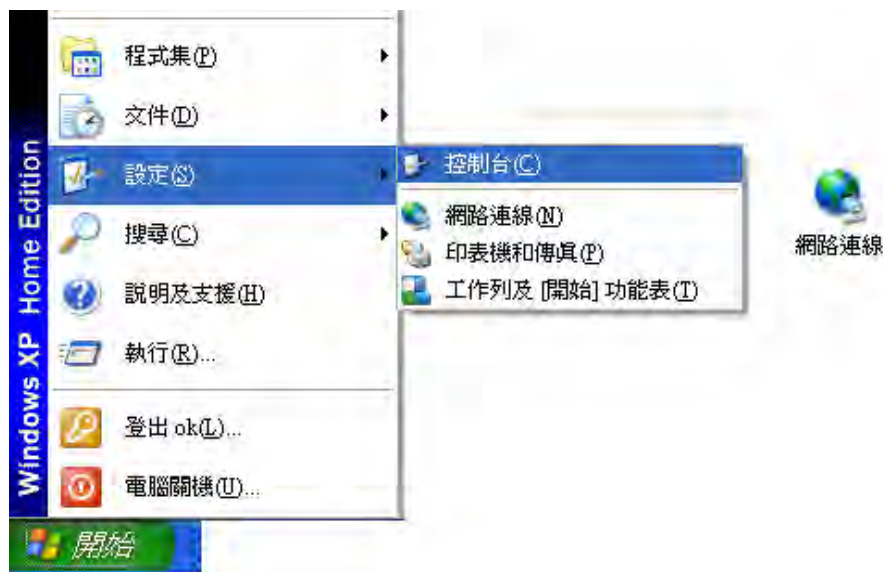 Windows XP Home Edition
程式集(P)
文件(D)
設定(S)
搜尋(C)
說明及支援(H)
執行(R)...
登出 ok(L)...
電腦關機(U)...
開始
控制台(C)
網路連線(N)
印表機和傳真(P)
工作列及 [開始] 功能表(T)
網路連線